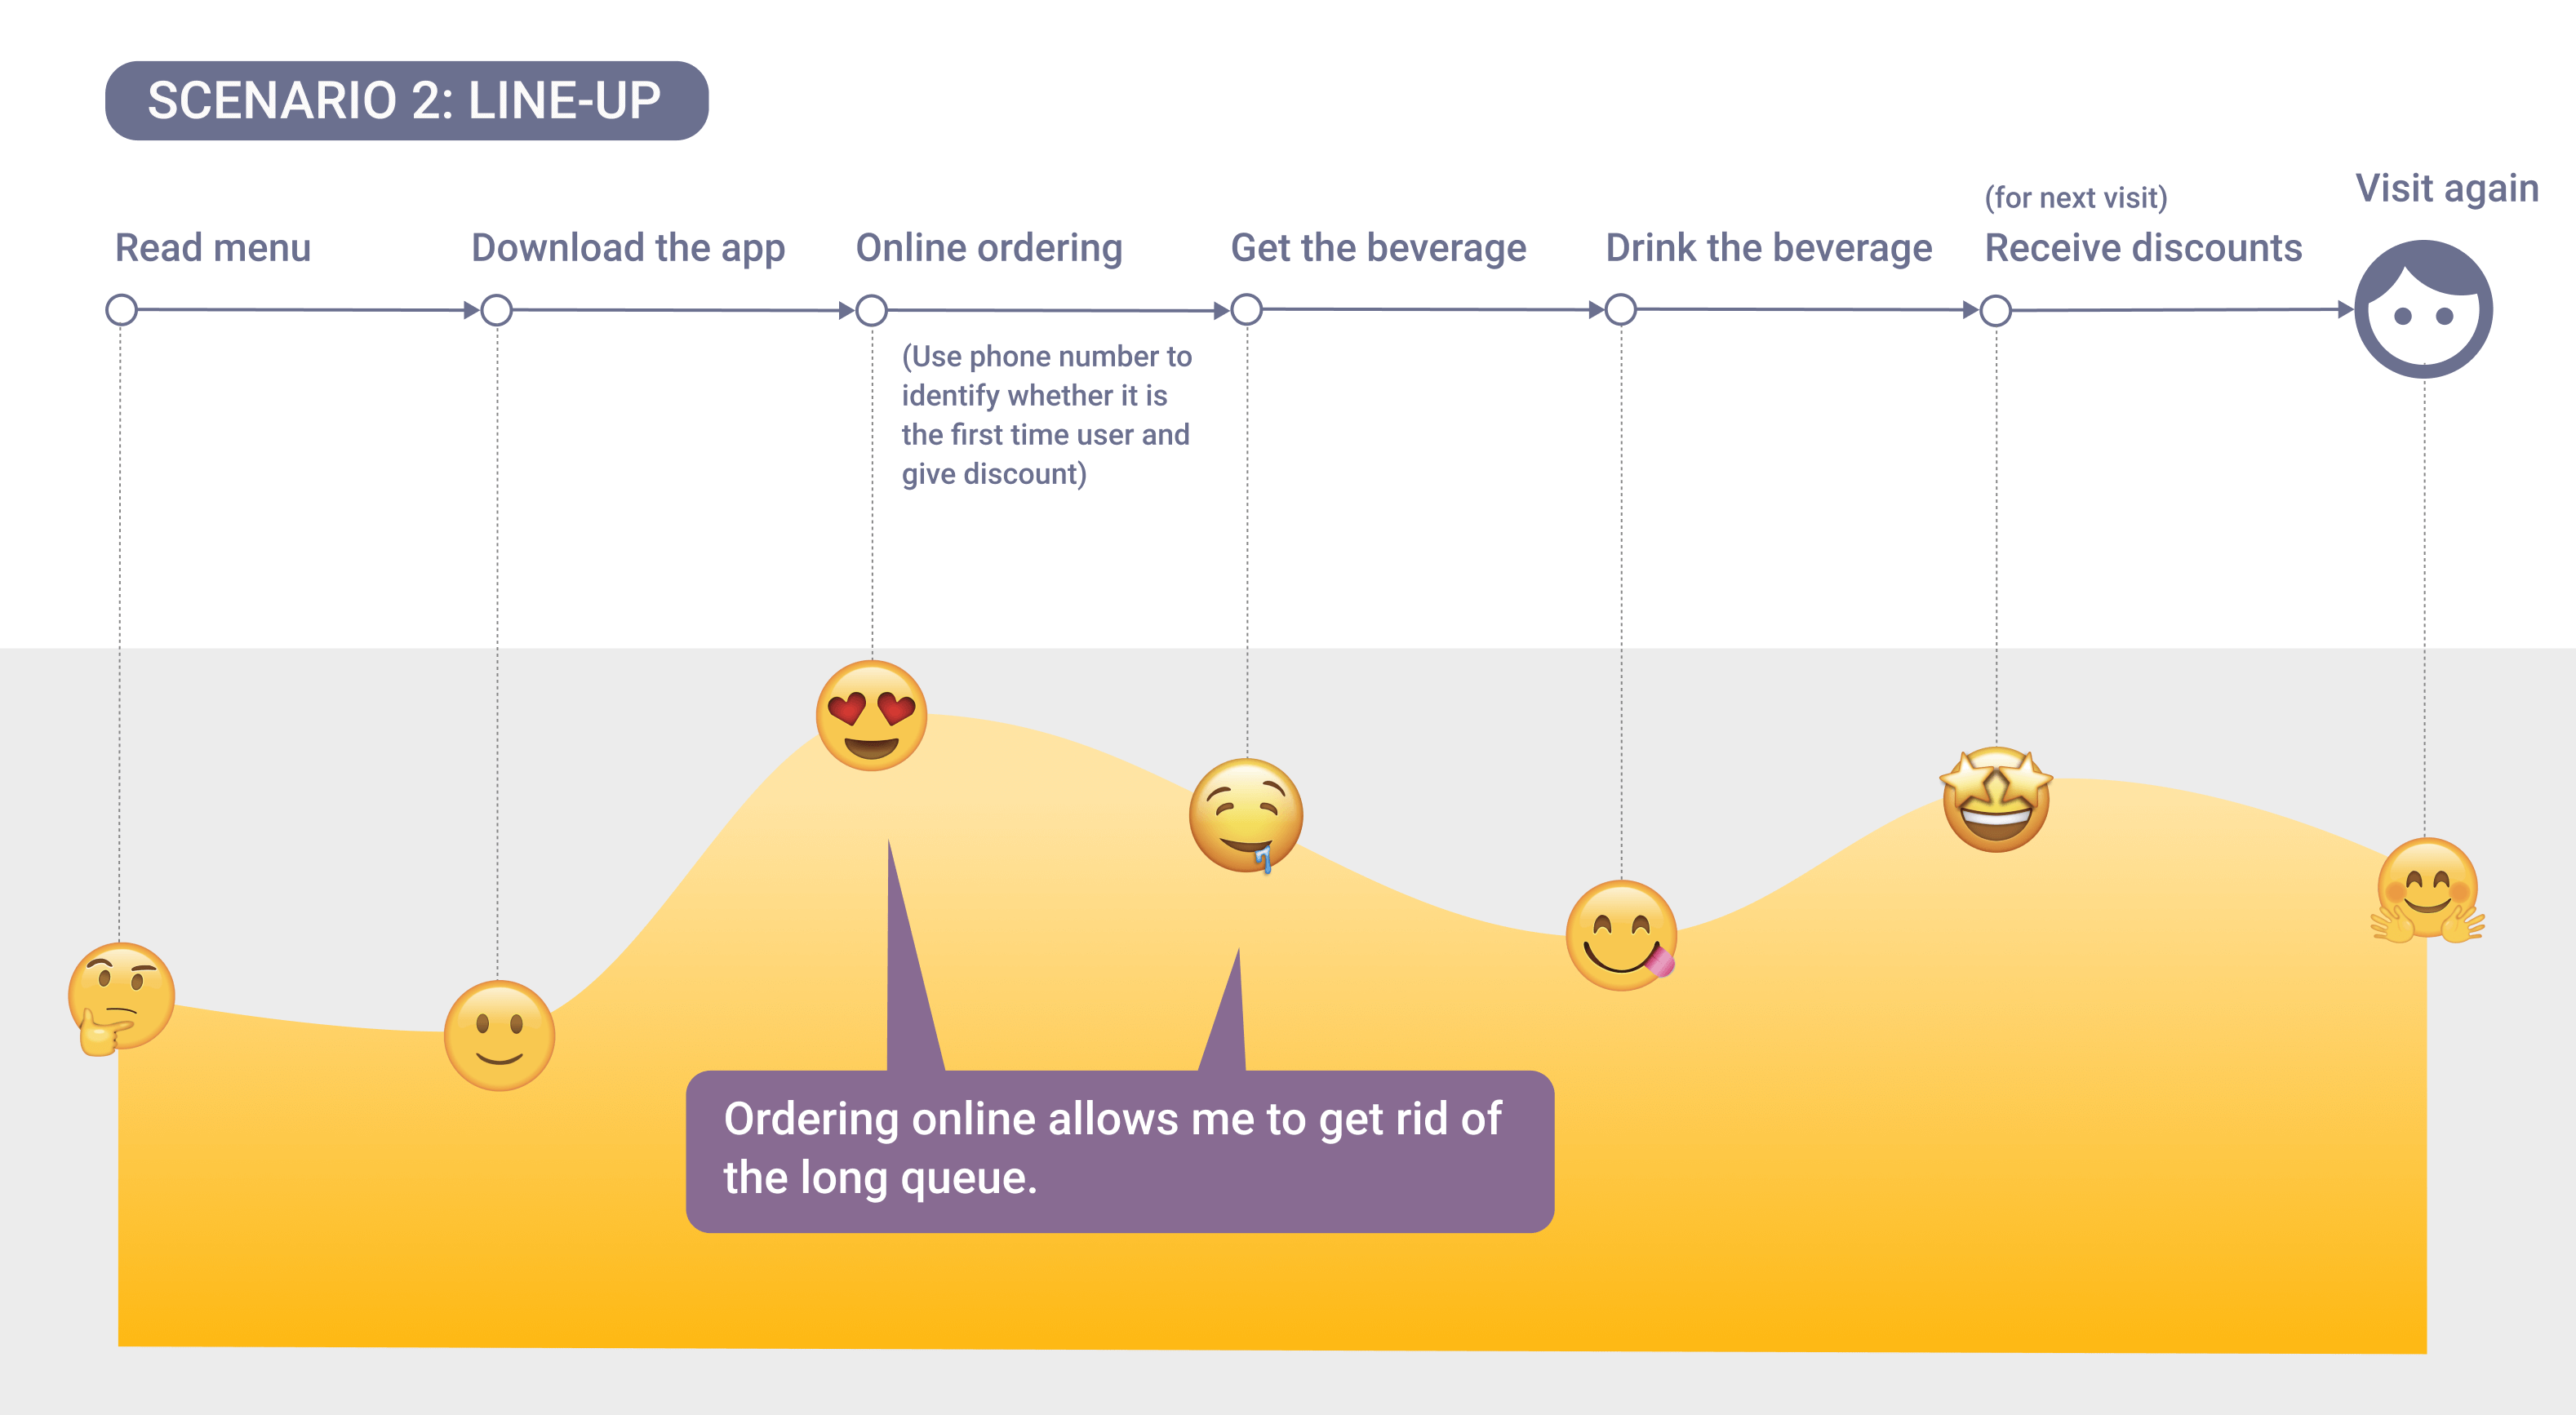 SCENARIO 2: LINE-UP
Read menu
Download the app
Online ordering
(Use phone number to
identify whether it is
the first time user and
give discount)
Get the beverage
Drink the beverage
(for next visit)
Receive discounts
Visit again
Ordering online allows me to get rid of
the long queue.